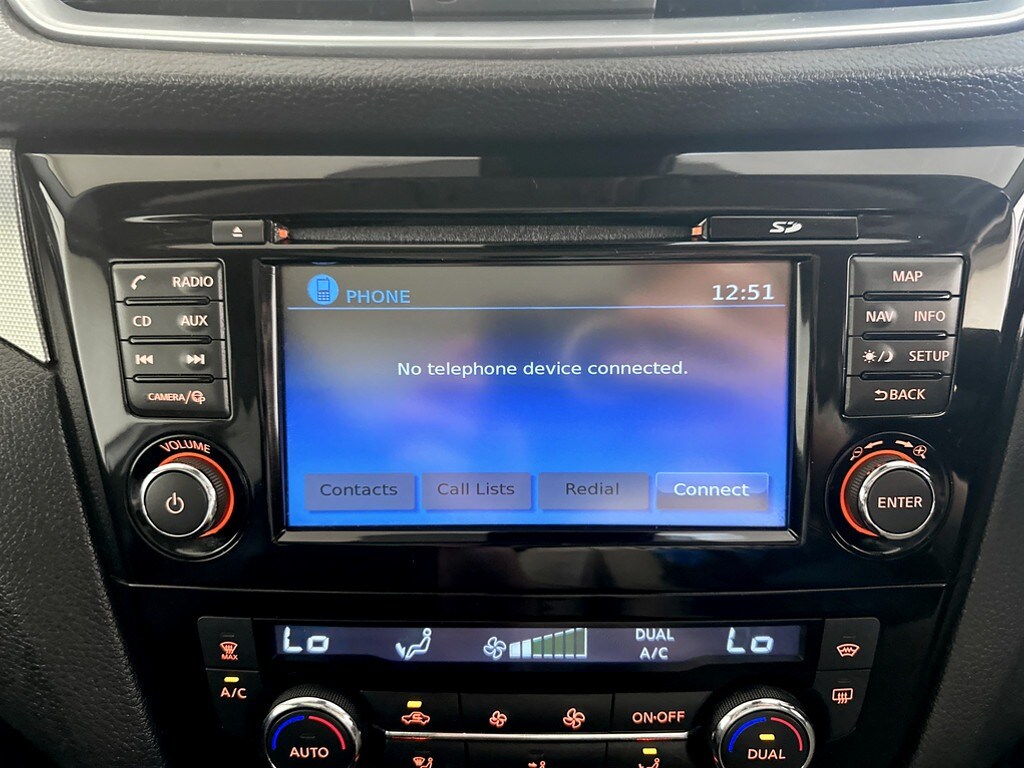 SD
RADIO
CD AUX
CAMERA/
VOLUME
PHONE 12:51
No telephone device connected.
Contacts Call Lists Redial Connect
MAP
NAV INFO
SETUP
BACK
ENTER
MAX
A/C
Lo DUAL Lo
A/C
AUTO
ON·OFF
DUAL